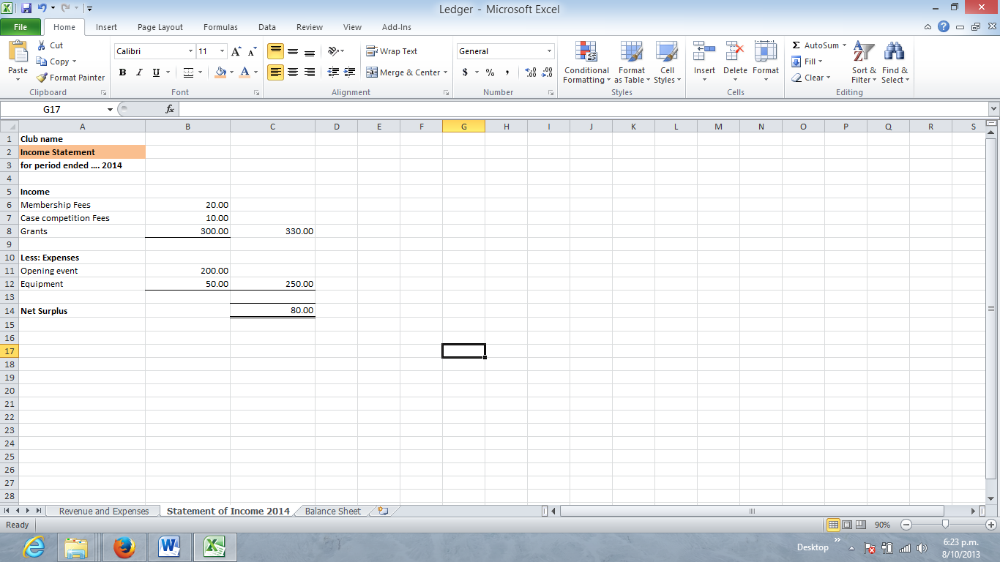 Ledger - Microsoft Excel
File Home Insert Page Layout Formulas Data Review View Add-Ins
Paste
Cut
Copy
Format Painter
Clipboard
Calibri 11
B I U
Font
Wrap Text
Merge & Center
Alignment
General
$ % ,
Number
Conditional Formatting
Format as Table
Cell Styles
Styles
Insert Delete Format
Cells
AutoSum
Fill
Clear
Sort & Filter
Find & Select
Editing
G17 fx
A B C D E F G H I J K L M N O P Q R S
1 Club name
2 Income Statement
3 for period ended .... 2014
4
5 Income
6 Membership Fees 20.00
7 Case competition Fees 10.00
8 Grants 300.00 330.00
9
10 Less: Expenses
11 Opening event 200.00
12 Equipment 50.00 250.00
13
14 Net Surplus 80.00
15
16
17
18
19
20
21
22
23
24
25
26
27
28
Revenue and Expenses Statement of Income 2014 Balance Sheet
Ready 90%
Desktop
6:23 p.m.
8/10/2013